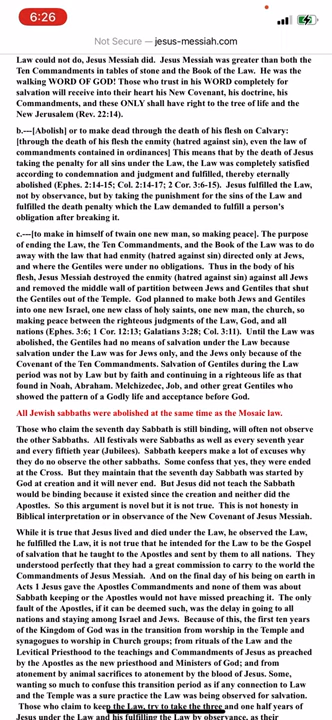 6:26
Not Secure — jesus-messiah.com
Law could not do, Jesus Messiah did.  Jesus Messiah was greater than both the
Ten Commandments in tables of stone and the Book of the Law.  He was the
walking WORD OF GOD!  Those who trust in his WORD completely for
salvation will receive into their heart his New Covenant, his doctrine, his
Commandments, and these ONLY shall have right to the tree of life and the
New Jerusalem (Rev. 22:14).
b.---[Abolish] or to make dead through the death of his flesh on Calvary:
[through the death of his flesh the enmity (hatred against sin), even the law of
commandments contained in ordinances] This means that by the death of Jesus
taking the penalty for all sins under the Law, the Law was completely satisfied
according to condemnation and judgment and fulfilled, thereby eternally
abolished (Ephes. 2:14-15; Col. 2:14-17; 2 Cor. 3:6-15).  Jesus fulfilled the Law,
not by observance, but by taking the punishment for the sins of the Law and
fulfilled the death penalty which the Law demanded to fulfill a person's
obligation after breaking it.
c.---[to make in himself of twain one new man, so making peace]. The purpose
of ending the Law, the Ten Commandments, and the Book of the Law was to do
away with the law that had enmity (hatred against sin) directed only at Jews,
and where the Gentiles were under no obligations.  Thus in the body of his
flesh, Jesus Messiah destroyed the enmity (hatred against sin) against all Jews
and removed the middle wall of partition between Jews and Gentiles that shut
the Gentiles out of the Temple.  God planned to make both Jews and Gentiles
into one new Israel, one new class of holy saints, one new man, the church, so
making peace between the righteous judgments of the Law, God, and all
nations (Ephes. 3:6; 1 Cor. 12:13; Galatians 3:28; Col. 3:11).  Until the Law was
abolished, the Gentiles had no means of salvation under the Law because
salvation under the Law was for Jews only, and the Jews only because of the
Covenant of the Ten Commandments. Salvation of Gentiles during the Law
period was not by Law but by faith and continuing in a righteous life as that
found in Noah, Abraham. Melchizedec, Job, and other great Gentiles who
showed the pattern of a Godly life and acceptance before God.
All Jewish sabbaths were abolished at the same time as the Mosaic law.
Those who claim the seventh day Sabbath is still binding, will often not observe
the other Sabbaths.  All festivals were Sabbaths as well as every seventh year
and every fiftieth year (Jubilees).  Sabbath keepers make a lot of excuses why
they do no observe the other sabbaths.  Some confess that yes, they were ended
at the Cross.  But they maintain that the seventh day Sabbath was started by
God at creation and it will never end.  But Jesus did not teach the Sabbath
would be binding because it existed since the creation and neither did the
Apostles.  So this argument is novel but it is not true.  This is not honesty in
Biblical interpretation or in observance of the New Covenant of Jesus Messiah.
While it is true that Jesus lived and died under the Law, he observed the Law,
he fulfilled the Law, it is not true that he intended for the Law to be the Gospel
of salvation that he taught to the Apostles and sent by them to all nations.  They
understood perfectly that they had a great commission to carry to the world the
Commandments of Jesus Messiah.  And on the final day of his being on earth in
Acts 1 Jesus gave the Apostles Commandments and none of them was about
Sabbath keeping or the Apostles would not have missed preaching it.  The only
fault of the Apostles, if it can be deemed such, was the delay in going to all
nations and staying among Israel and Jews.  Because of this, the first ten years
of the Kingdom of God was in the transition from worship in the Temple and
synagogues to worship in Church groups; from rituals of the Law and the
Levitical Priesthood to the teachings and Commandments of Jesus as preached
by the Apostles as the new priesthood and Ministers of God; and from
atonement by animal sacrifices to atonement by the blood of Jesus.  Some,
wanting so much to confuse this transition period as if any connection to Law
and the Temple was a sure practice the Law was being observed for salvation.
Those who claim to keep the Law, try to take the three and one half years of
Jesus under the Law and his fulfilling the Law by observance, as their